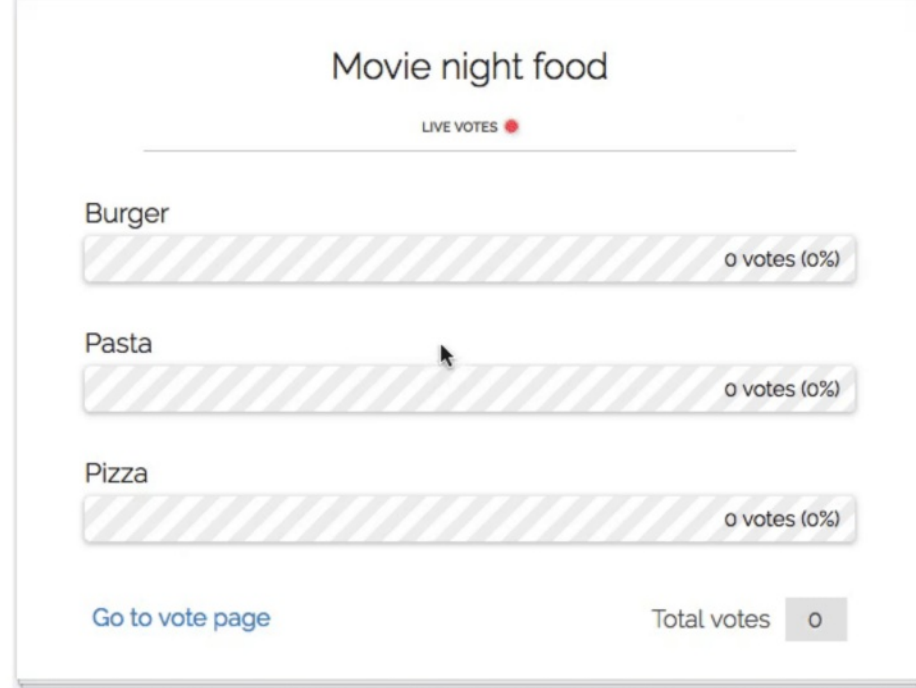 Movie night food
LIVE VOTES
Burger
0 votes (0%)
Pasta
0 votes (0%)
Pizza
0 votes (0%)
Go to vote page
Total votes 0